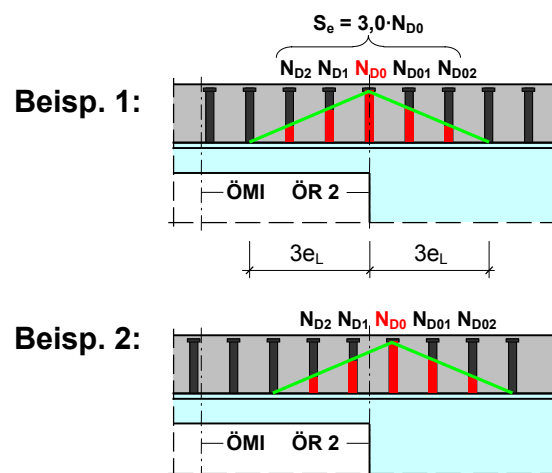 Sₑ = 3,0·N_D0
N_D2 N_D1 N_D0 N_D01 N_D02
Beisp. 1:
ÖMI ÖR 2
3e_L 3e_L
N_D2 N_D1 N_D0 N_D01 N_D02
Beisp. 2:
ÖMI ÖR 2